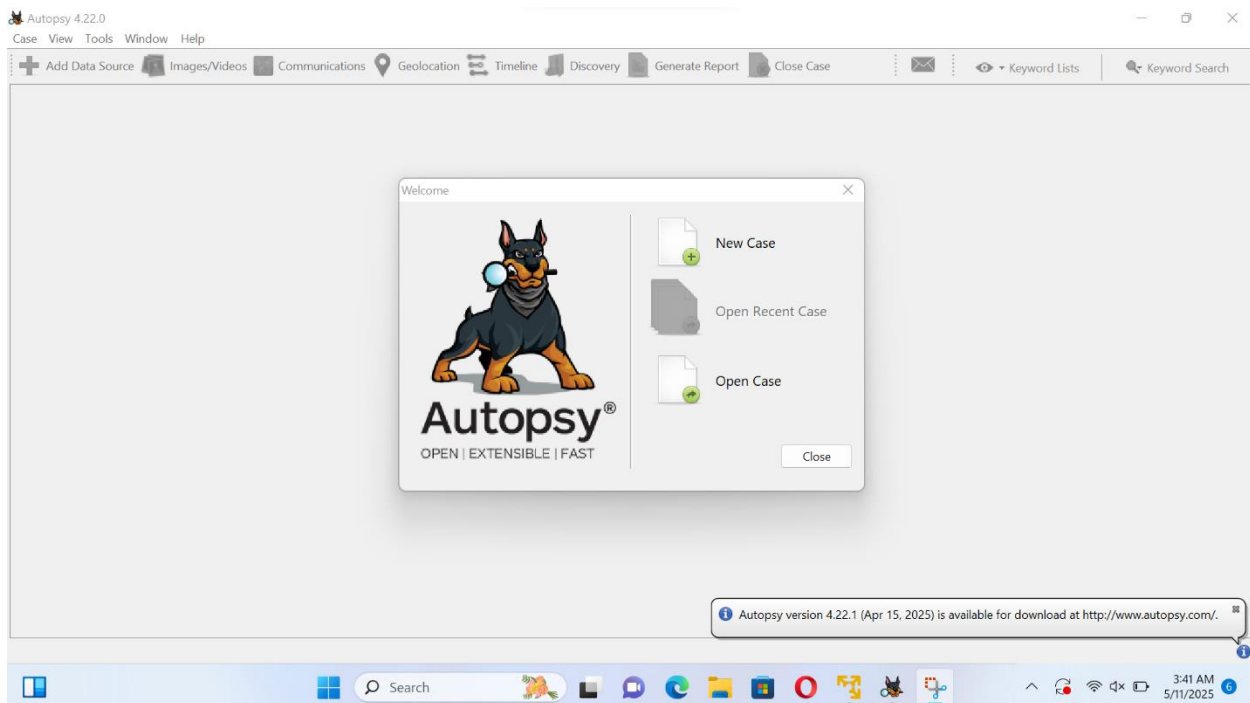 Autopsy 4.22.0
Case View Tools Window Help
Add Data Source Images/Videos Communications Geolocation Timeline Discovery Generate Report Close Case Keyword Lists Keyword Search
Welcome
New Case
Open Recent Case
Open Case
Autopsy®
OPEN | EXTENSIBLE | FAST
Close
Autopsy version 4.22.1 (Apr 15, 2025) is available for download at http://www.autopsy.com/.
Search
3:41 AM
5/11/2025
6